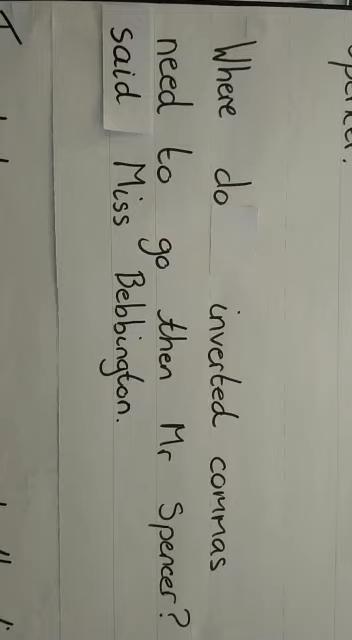 Where do inverted commas
need to go then Mr Spencer?
said Miss Bebbington.